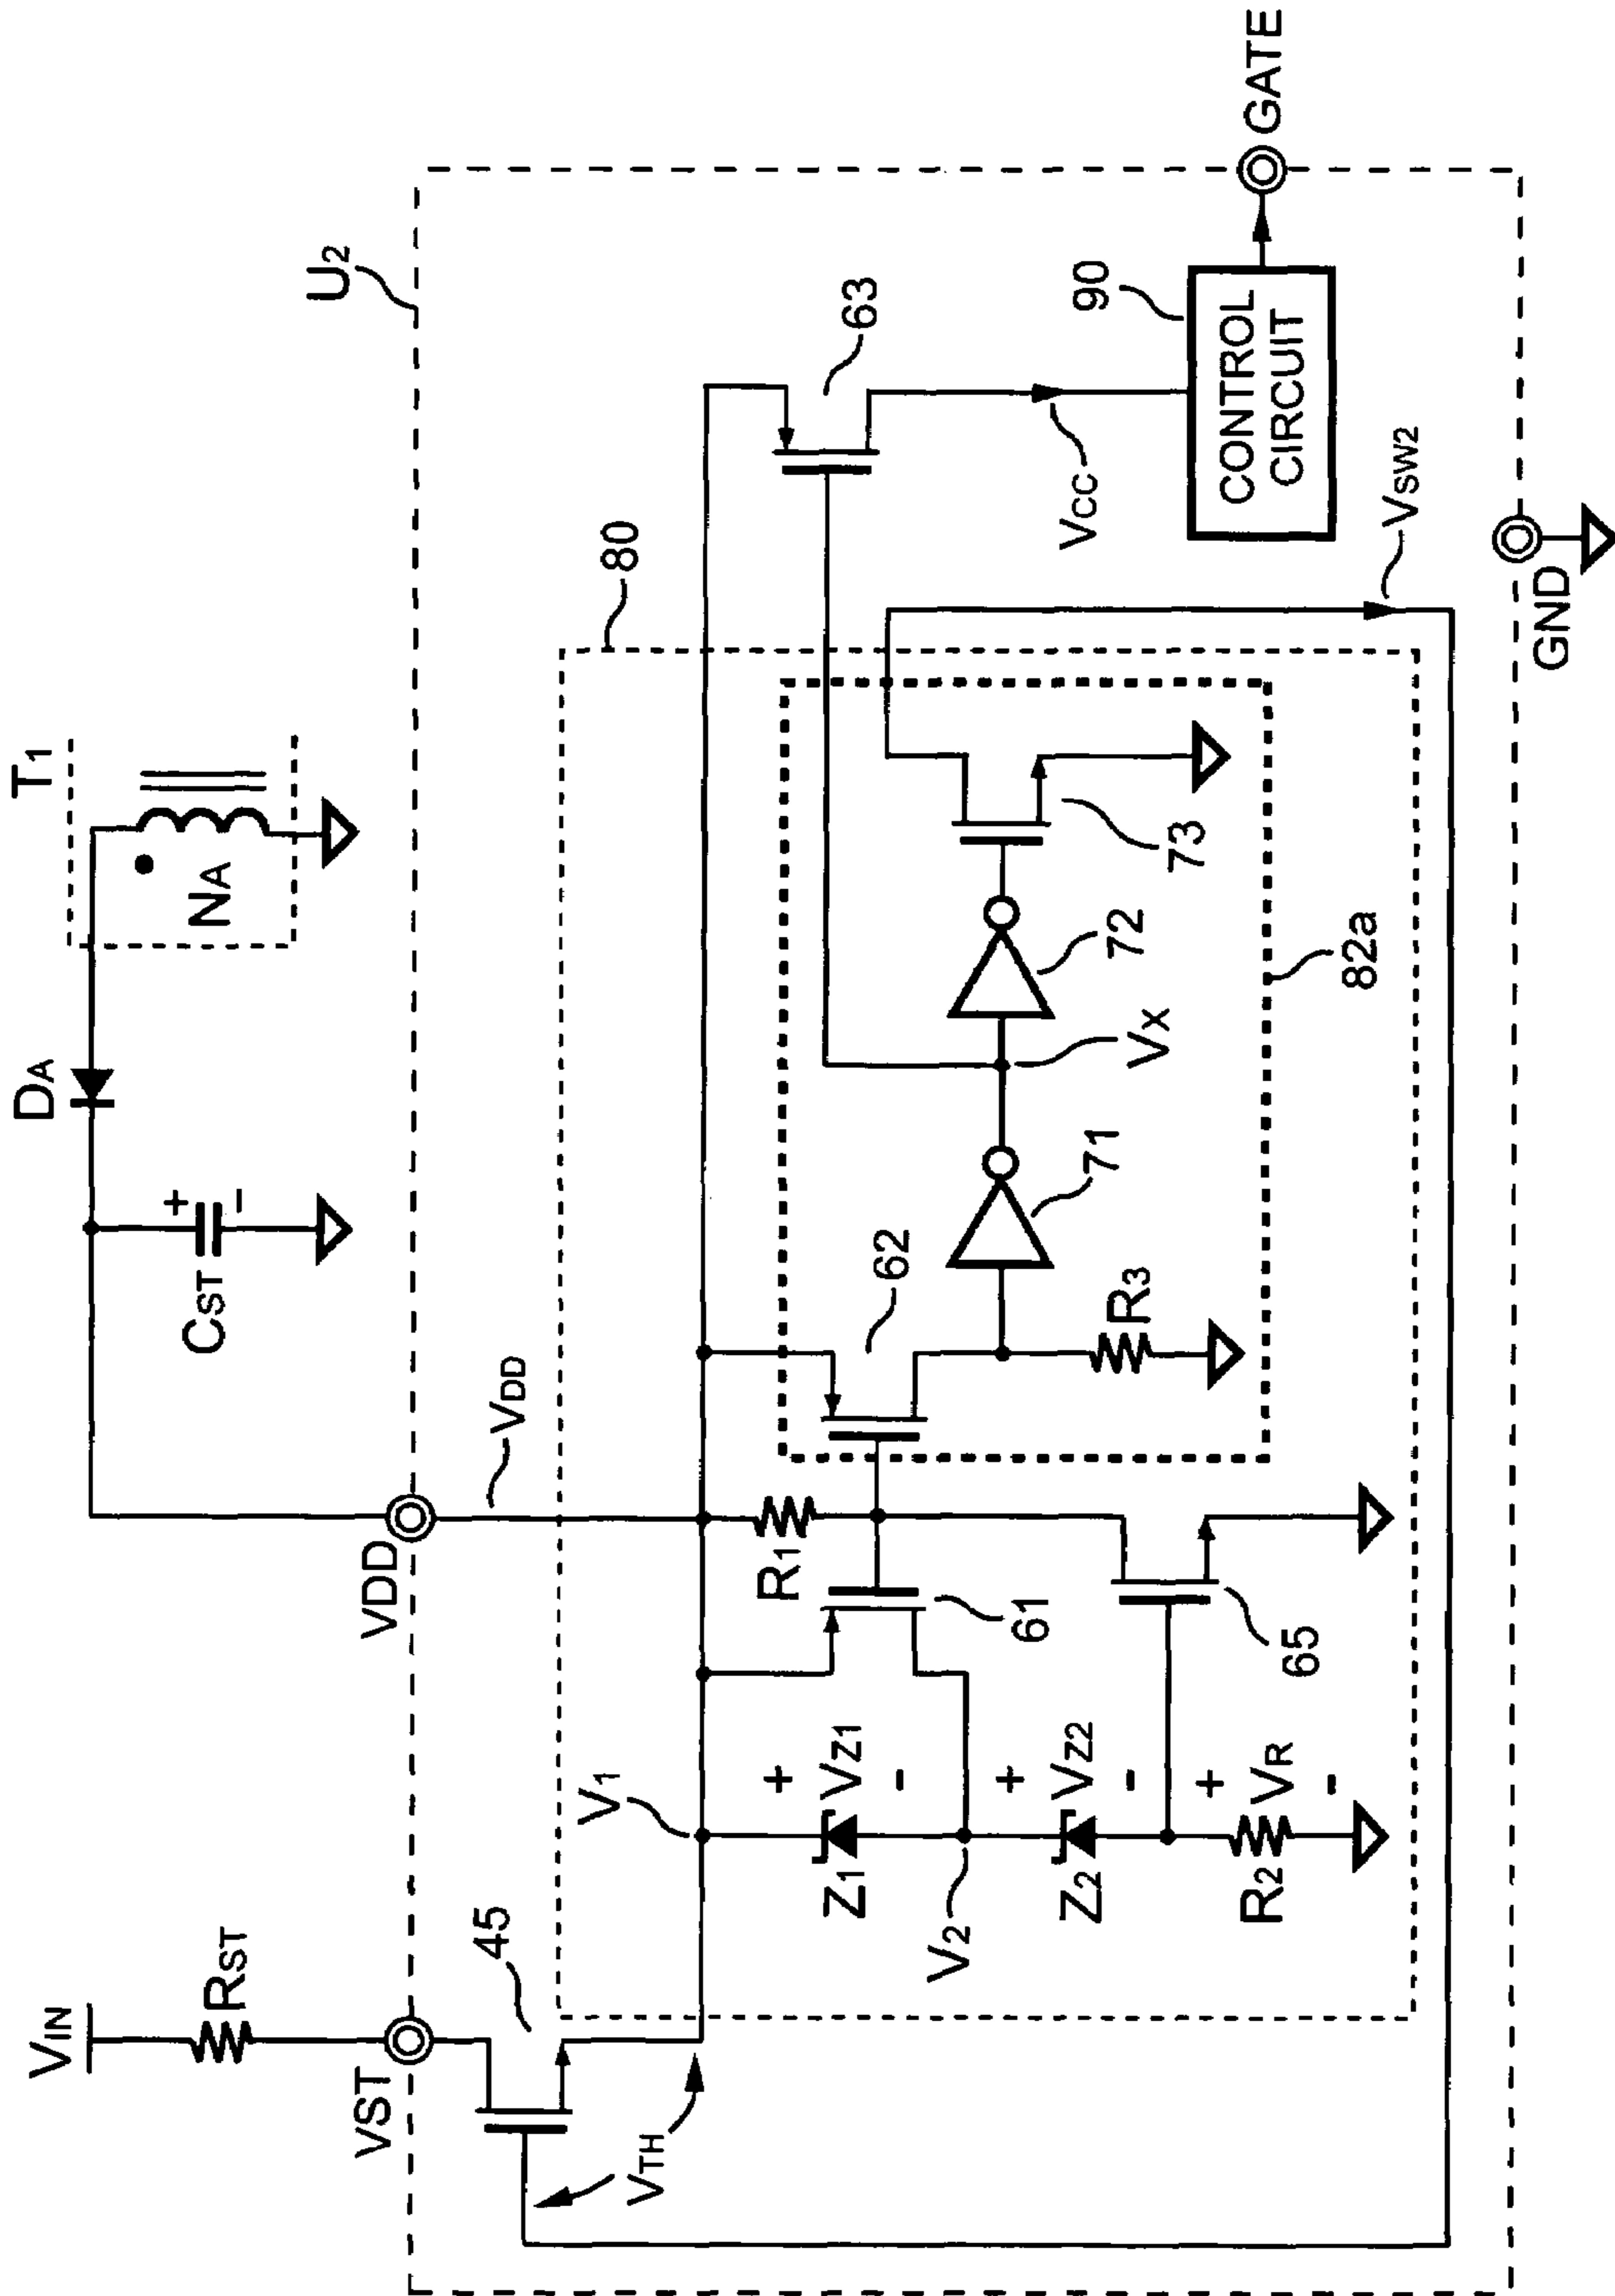 T1
NA
DA
+
-
CST
VDD
VDD
VIN
RST
VST
45
VTH
U2
80
V1
+
VZ1
-
Z1
V2
+
VZ2
-
Z2
+
VR
-
R2
R1
61
65
62
R3
71
VX
72
73
82a
63
VCC
90
CONTROL
CIRCUIT
GATE
VSW2
GND